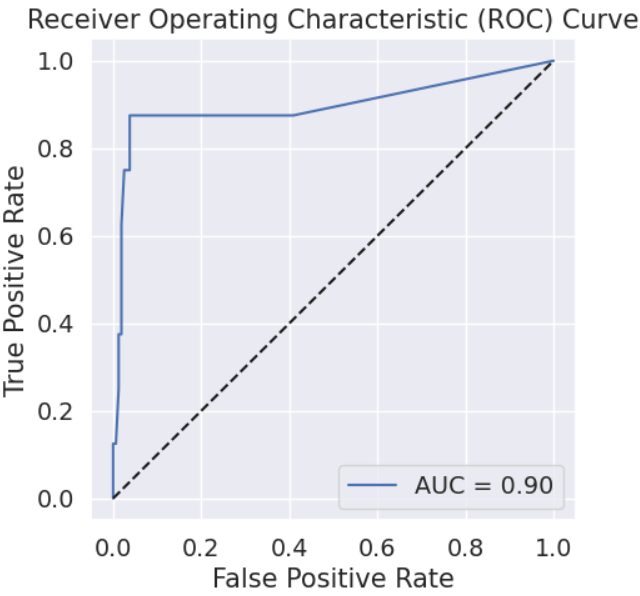 Receiver Operating Characteristic (ROC) Curve
1.0
0.8
0.6
0.4
0.2
0.0
True Positive Rate
AUC = 0.90
0.0 0.2 0.4 0.6 0.8 1.0
False Positive Rate